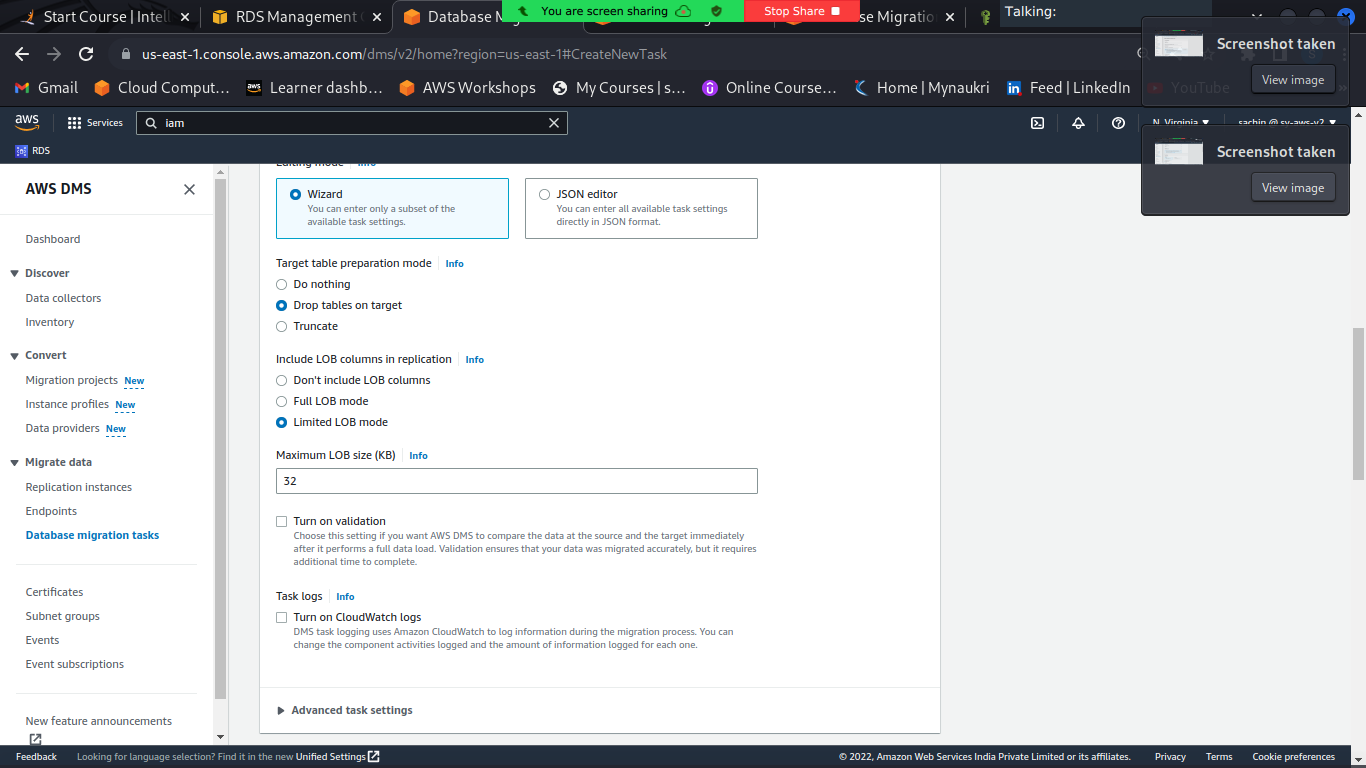 Start Course | Intell
RDS Management
Database Mi
You are screen sharing
Stop Share
se Migratio
Talking:
us-east-1.console.aws.amazon.com/dms/v2/home?region=us-east-1#CreateNewTask
Screenshot taken
View image
Gmail
Cloud Comput…
Learner dashb…
AWS Workshops
My Courses | s…
Online Course…
Home | Mynaukri
Feed | LinkedIn
YouTube
aws
Services
iam
N. Virginia
sachin @ sy-aws-v2
RDS
Screenshot taken
View image
AWS DMS
Dashboard
Discover
Data collectors
Inventory
Convert
Migration projects New
Instance profiles New
Data providers New
Migrate data
Replication instances
Endpoints
Database migration tasks
Certificates
Subnet groups
Events
Event subscriptions
New feature announcements
Editing mode Info
Wizard
You can enter only a subset of the
available task settings.
JSON editor
You can enter all available task settings
directly in JSON format.
Target table preparation mode Info
Do nothing
Drop tables on target
Truncate
Include LOB columns in replication Info
Don't include LOB columns
Full LOB mode
Limited LOB mode
Maximum LOB size (KB) Info
32
Turn on validation
Choose this setting if you want AWS DMS to compare the data at the source and the target immediately
after it performs a full data load. Validation ensures that your data was migrated accurately, but it requires
additional time to complete.
Task logs Info
Turn on CloudWatch logs
DMS task logging uses Amazon CloudWatch to log information during the migration process. You can
change the component activities logged and the amount of information logged for each one.
Advanced task settings
Feedback
Looking for language selection? Find it in the new Unified Settings
© 2022, Amazon Web Services India Private Limited or its affiliates.
Privacy
Terms
Cookie preferences